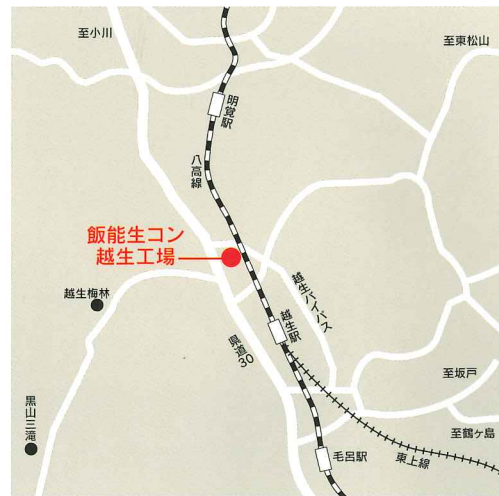 至小川
至東松山
明覚駅
八高線
飯能生コン
越生工場
越生梅林
越生バイパス
越生駅
県道30
黒山三滝
至坂戸
至鶴ヶ島
東上線
毛呂駅